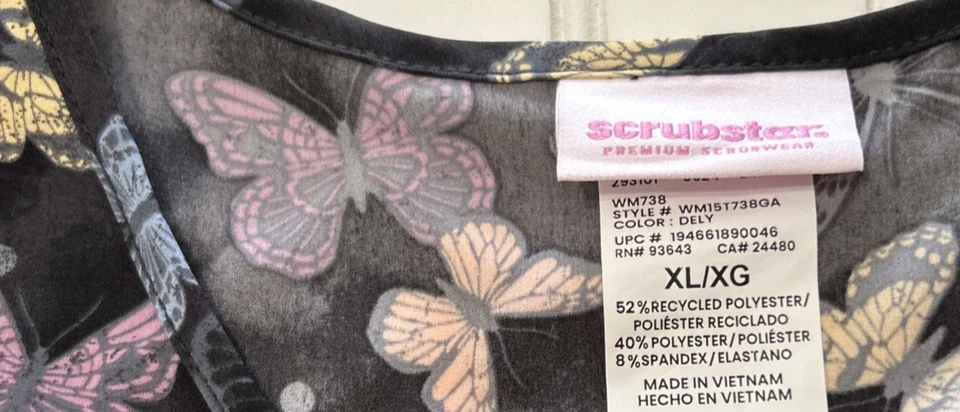 scrubstar.
PREMIUM SCRUBWEAR
WM738
STYLE # WM15T738GA
COLOR : DELY
UPC # 194661890046
RN# 93643 CA# 24480
XL/XG
52%RECYCLED POLYESTER/
POLIÉSTER RECICLADO
40%POLYESTER/POLIÉSTER
8%SPANDEX/ELASTANO
MADE IN VIETNAM
HECHO EN VIETNAM